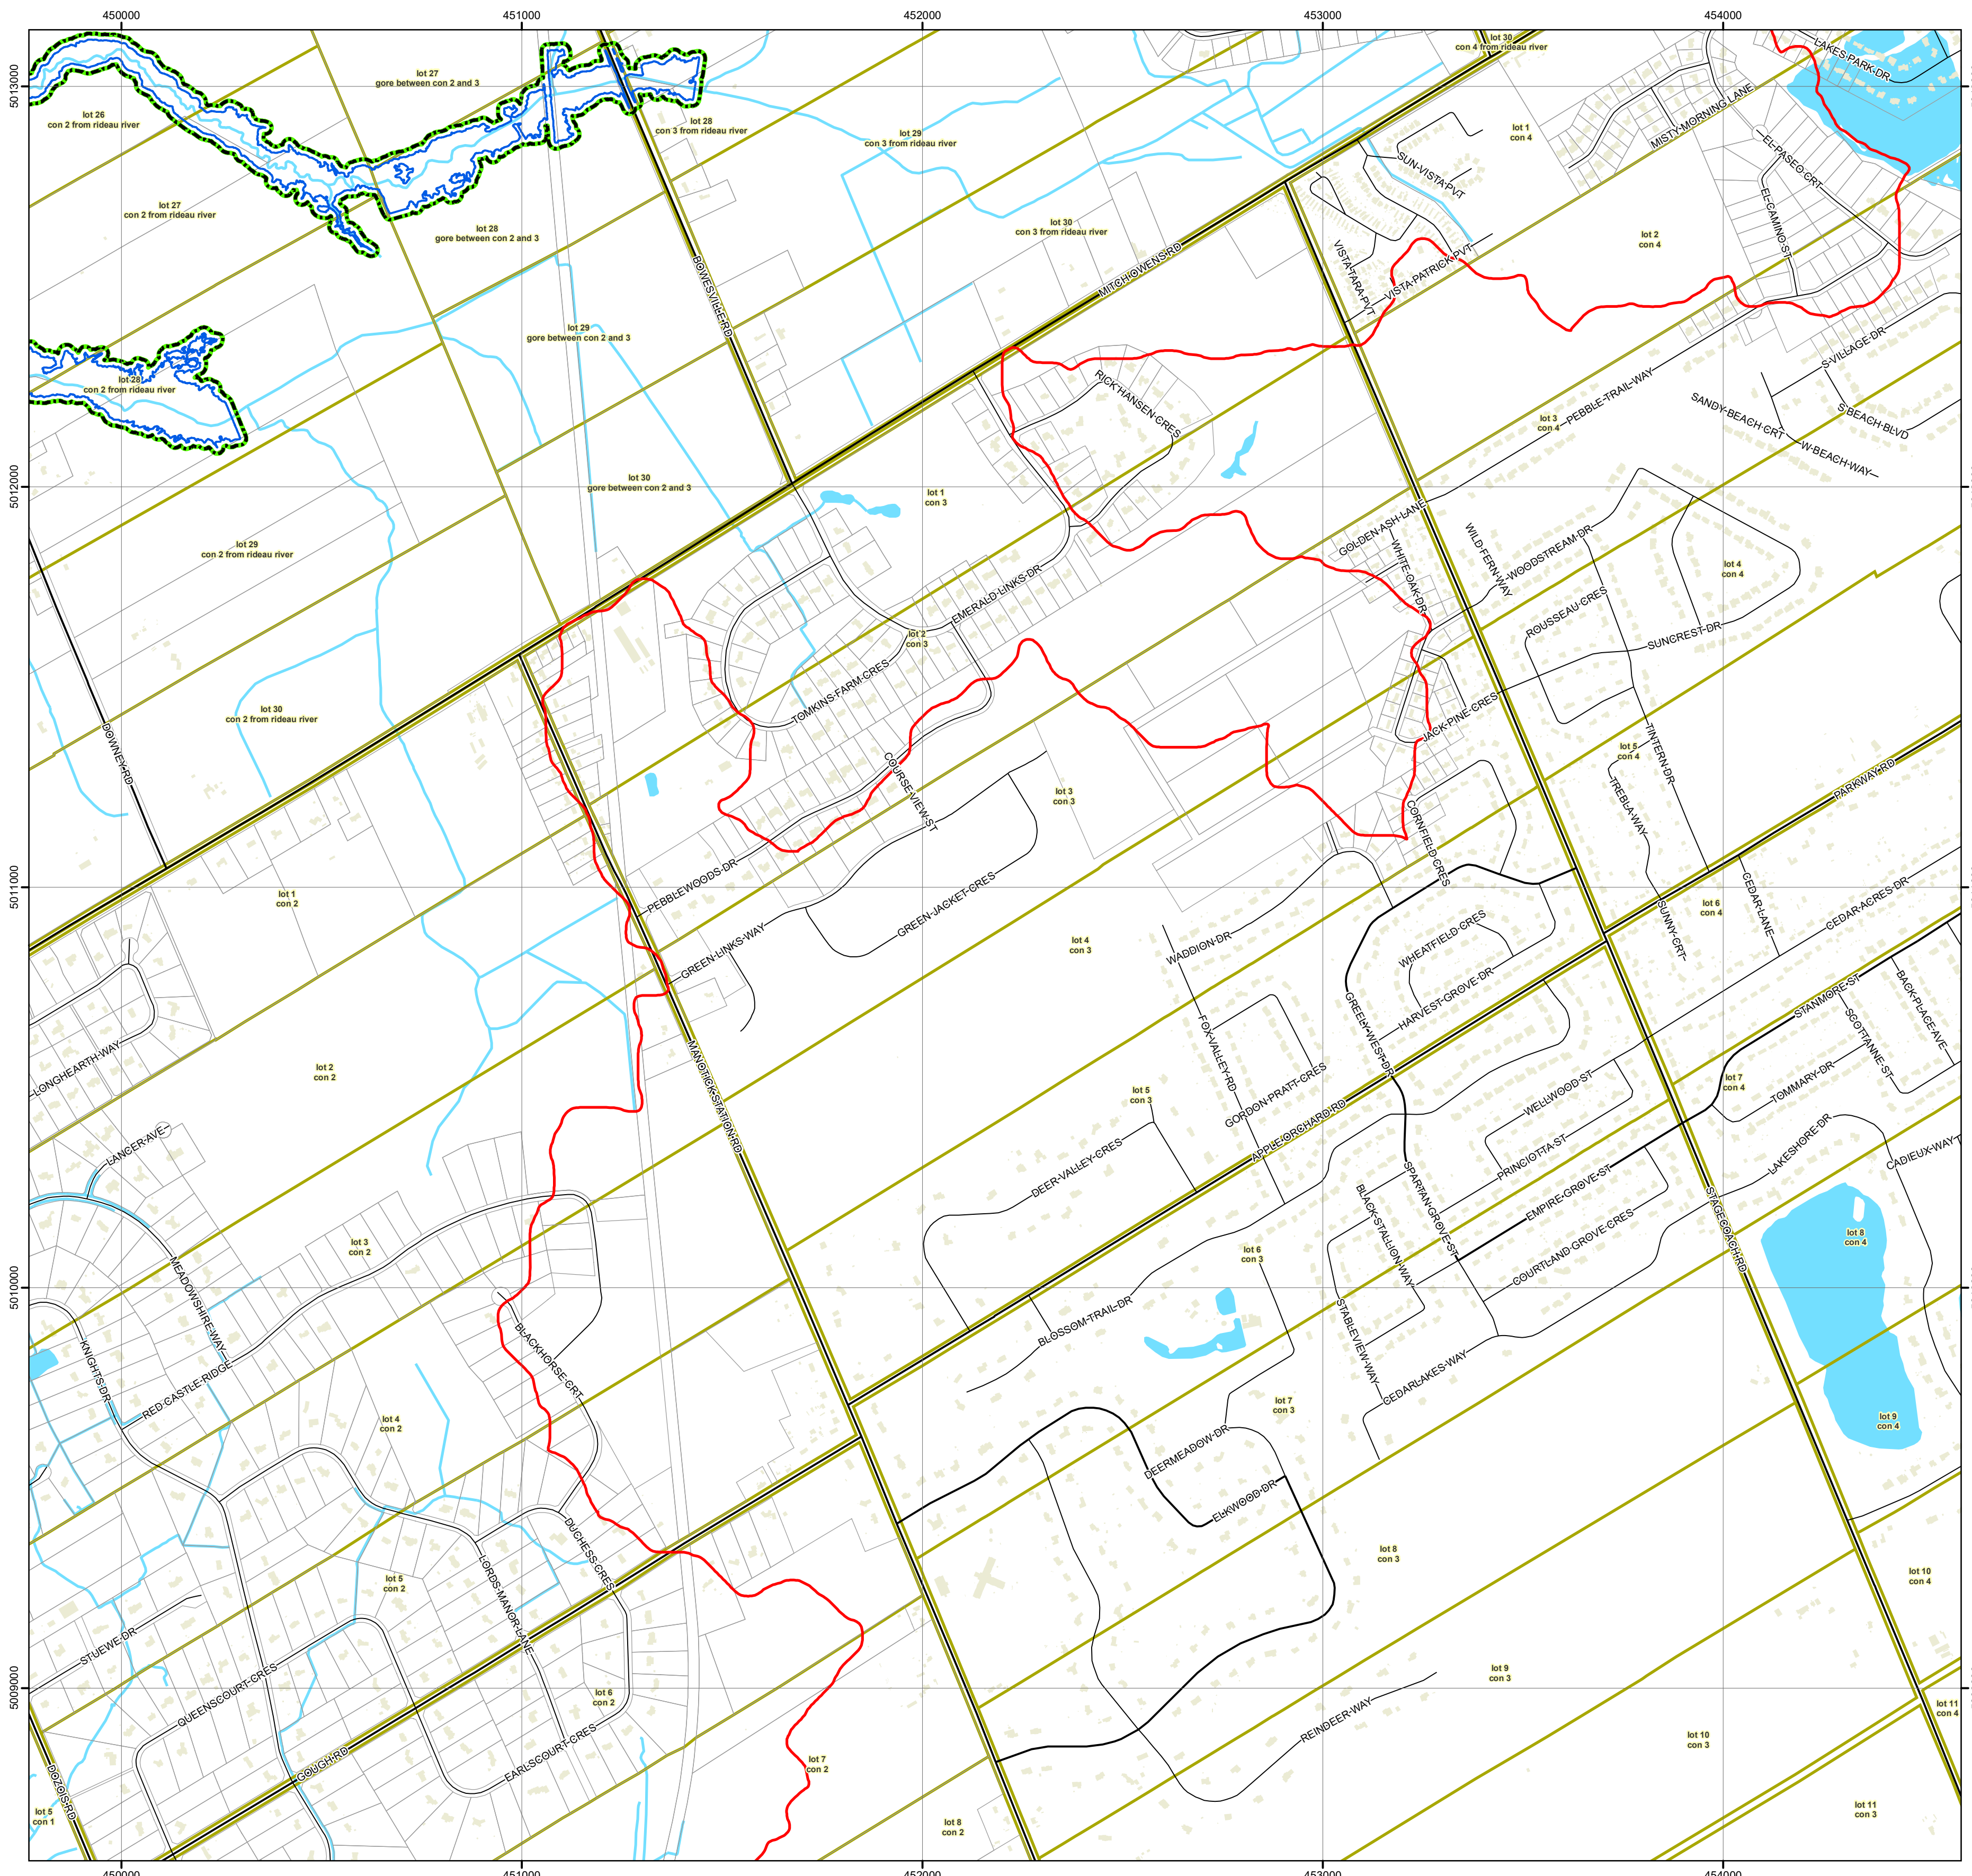 450000
451000
452000
453000
454000
5013000
5012000
5011000
5010000
5009000
lot 27
gore between con 2 and 3
lot 26
con 2 from rideau river
lot 28
con 3 from rideau river
lot 29
con 3 from rideau river
lot 30
con 4 from rideau river
lot 1
con 4
LAKES-PARK-DR
MISTY-MORNING LANE
EL-PASEO-CRT
EL-CAMINO-ST
SUN-VISTA-PVT
lot 27
con 2 from rideau river
lot 28
gore between con 2 and 3
lot 30
con 3 from rideau river
lot 2
con 4
MITCH-OWENS-RD
VISTA-TARA-PVT
VISTA-PATRICK-PVT
BOWESVILLE-RD
lot 29
gore between con 2 and 3
S-VILLAGE-DR
lot 28
con 2 from rideau river
RICK-HANSEN-CRES
PEBBLE-TRAIL-WAY
lot 3
con 4
SANDY-BEACH-CRT
S-BEACH-BLVD
W-BEACH-WAY
lot 30
gore between con 2 and 3
lot 1
con 3
lot 29
con 2 from rideau river
GOLDEN-ASH-LANE
WHITE-OAK-DR
WILD-FERN-WAY
WOODSTREAM-DR
lot 4
con 4
EMERALD-LINKS-DR
ROUSSEAU-CRES
SUNCREST-DR
lot 2
con 3
TOMKINS-FARM-CRES
lot 30
con 2 from rideau river
DOWNEY-RD
JACK-PINE-CRES
lot 5
con 4
TINTERN-DR
TREBLA-WAY
PARKWAY-RD
COURSE-VIEW-ST
lot 3
con 3
CORNFIELD-CRES
PEBBLEWOODS-DR
lot 1
con 2
GREEN-JACKET-CRES
GREEN-LINKS-WAY
lot 4
con 3
WADDION-DR
WHEATFIELD-CRES
HARVEST-GROVE-DR
lot 6
con 4
SUNNY-CRT
CEDAR-LANE
CEDAR-ACRES-DR
STANMORE-ST
BACK-PLACE-AVE
SCOTTANNE-ST
GREELY-WEST-DR
FOX-VALLEY-RD
MANOTICK-STATION-RD
LONGHEARTH-WAY
lot 2
con 2
lot 5
con 3
GORDON-PRATT-CRES
APPLE-ORCHARD-RD
WELLWOOD-ST
lot 7
con 4
TOMMARY-DR
LANCER-AVE
DEER-VALLEY-CRES
PRINCIOTTA-ST
LAKESHORE-DR
CADIEUX-WAY
EMPIRE-GROVE-ST
SPARTAN-GROVE-ST
BLACK-STALLION-WAY
STAGECOACH-RD
lot 3
con 2
lot 6
con 3
COURTLAND-GROVE-CRES
lot 8
con 4
MEADOWSHIRE-WAY
BLOSSOM-TRAIL-DR
STABLEVIEW-WAY
CEDARLAKES-WAY
KNIGHTS-DR
RED-CASTLE-RIDGE
BLACKHORSE-CRT
lot 4
con 2
lot 7
con 3
lot 9
con 4
DEERMEADOW-DR
ELKWOOD-DR
DUCHESS-CRES
LORDS-MANOR-LANE
lot 5
con 2
lot 8
con 3
lot 10
con 4
STUEWE-DR
QUEENSCOURT-CRES
lot 6
con 2
lot 9
con 3
REINDEER-WAY
lot 11
con 4
lot 10
con 3
GOUGH-RD
EARLSCOURT-CRES
lot 7
con 2
DOZOIS-RD
lot 5
con 1
lot 8
con 2
lot 11
con 3
450000
451000
452000
453000
454000